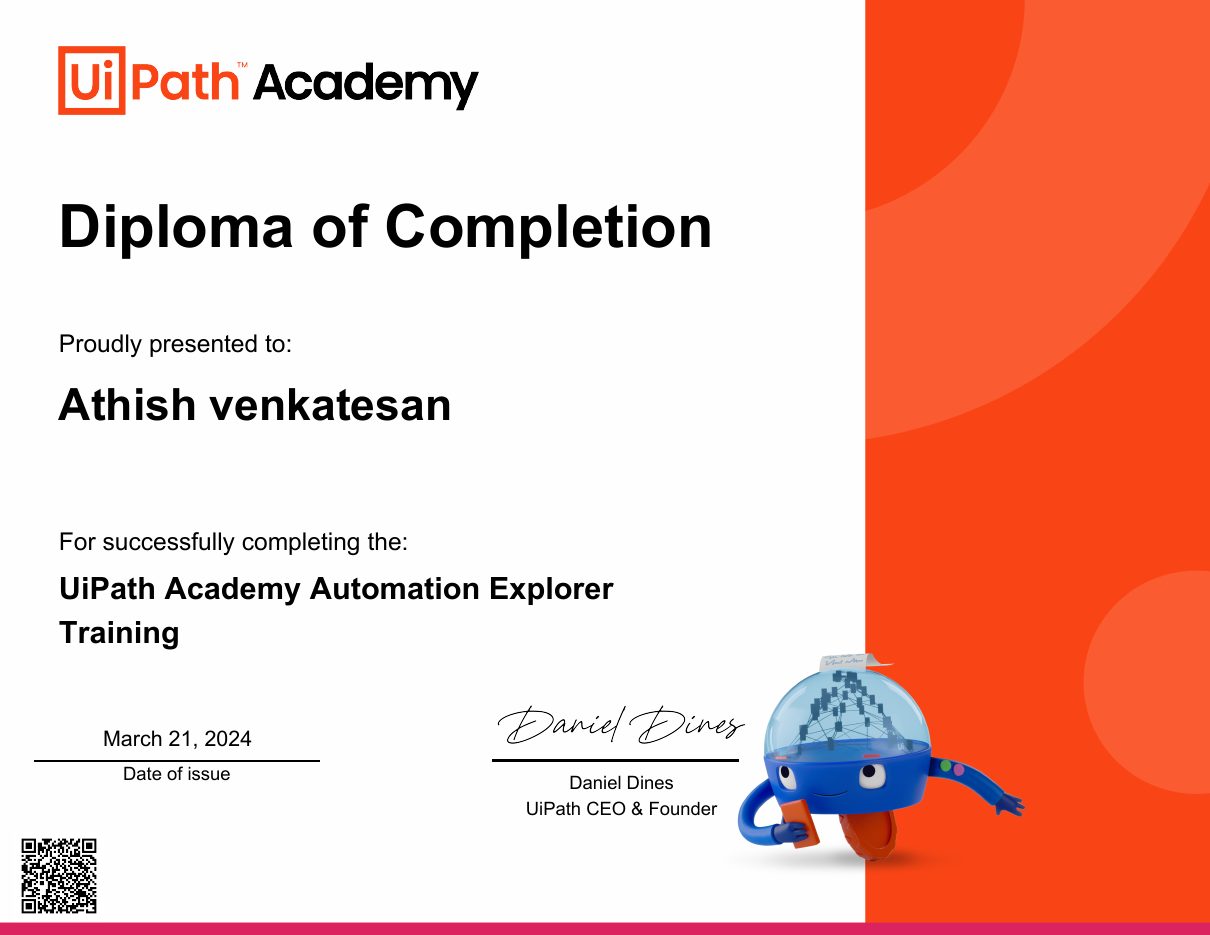 UiPath™ Academy
Diploma of Completion
Proudly presented to:
Athish venkatesan
For successfully completing the:
UiPath Academy Automation Explorer
Training
March 21, 2024
Date of issue
Daniel Dines
Daniel Dines
UiPath CEO & Founder